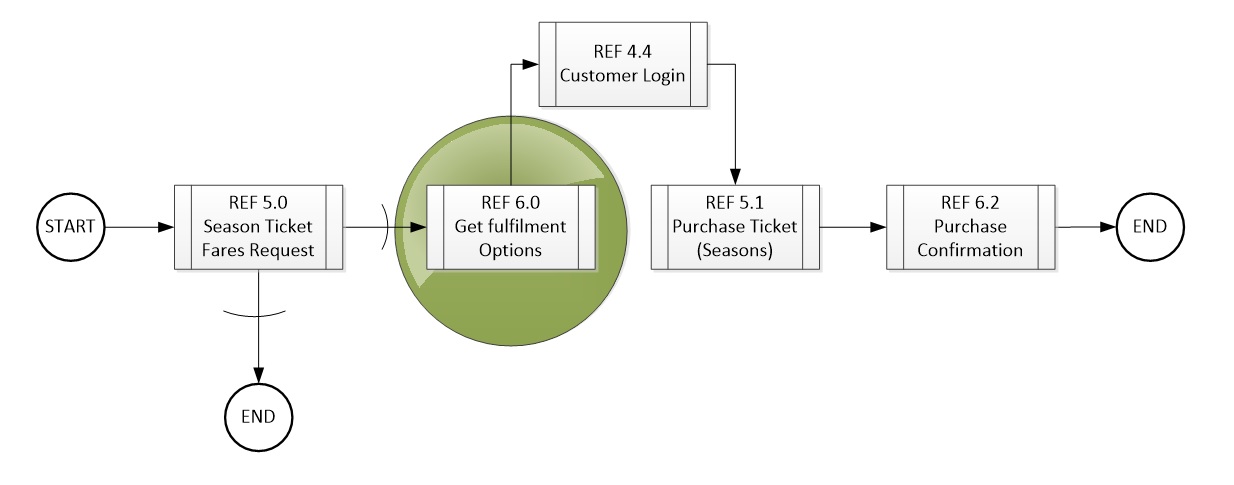 REF 4.4
Customer Login
START
REF 5.0
Season Ticket
Fares Request
REF 6.0
Get fulfilment
Options
REF 5.1
Purchase Ticket
(Seasons)
REF 6.2
Purchase
Confirmation
END
END